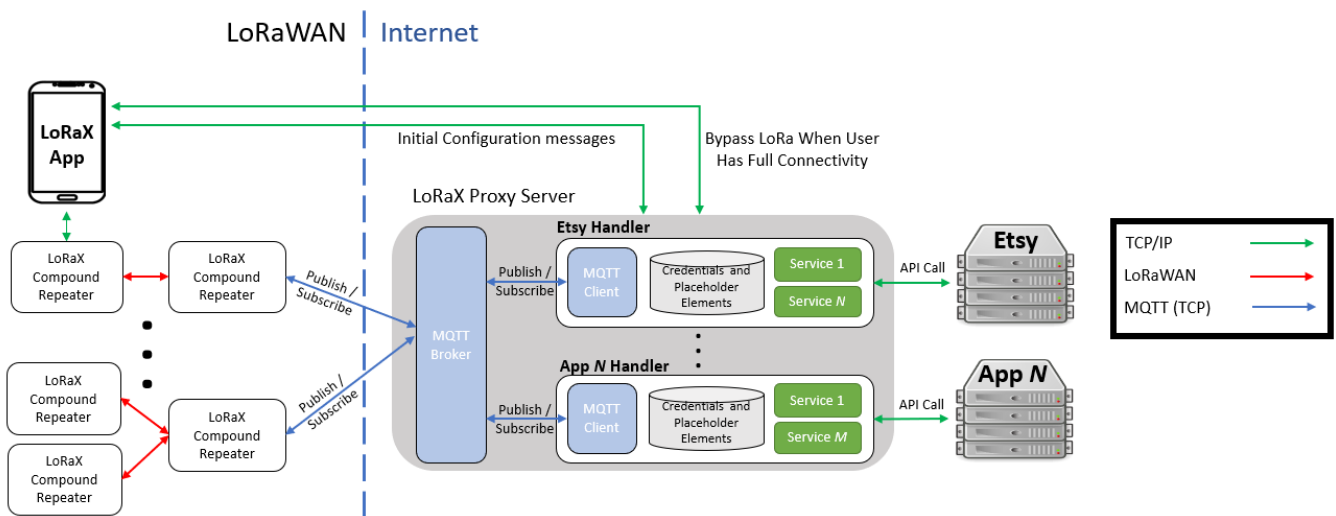 LoRaWAN
Internet
LoRaX
App
Initial Configuration messages
Bypass LoRa When User
Has Full Connectivity
LoRaX Proxy Server
LoRaX
Compound
Repeater
LoRaX
Compound
Repeater
Publish /
Subscribe
MQTT
Broker
Etsy Handler
Publish /
Subscribe
MQTT
Client
Credentials and
Placeholder
Elements
Service 1
Service N
API Call
Etsy
TCP/IP
LoRaWAN
MQTT (TCP)
LoRaX
Compound
Repeater
LoRaX
Compound
Repeater
LoRaX
Compound
Repeater
Publish /
Subscribe
App N Handler
Publish /
Subscribe
MQTT
Client
Credentials and
Placeholder
Elements
Service 1
Service M
API Call
App N